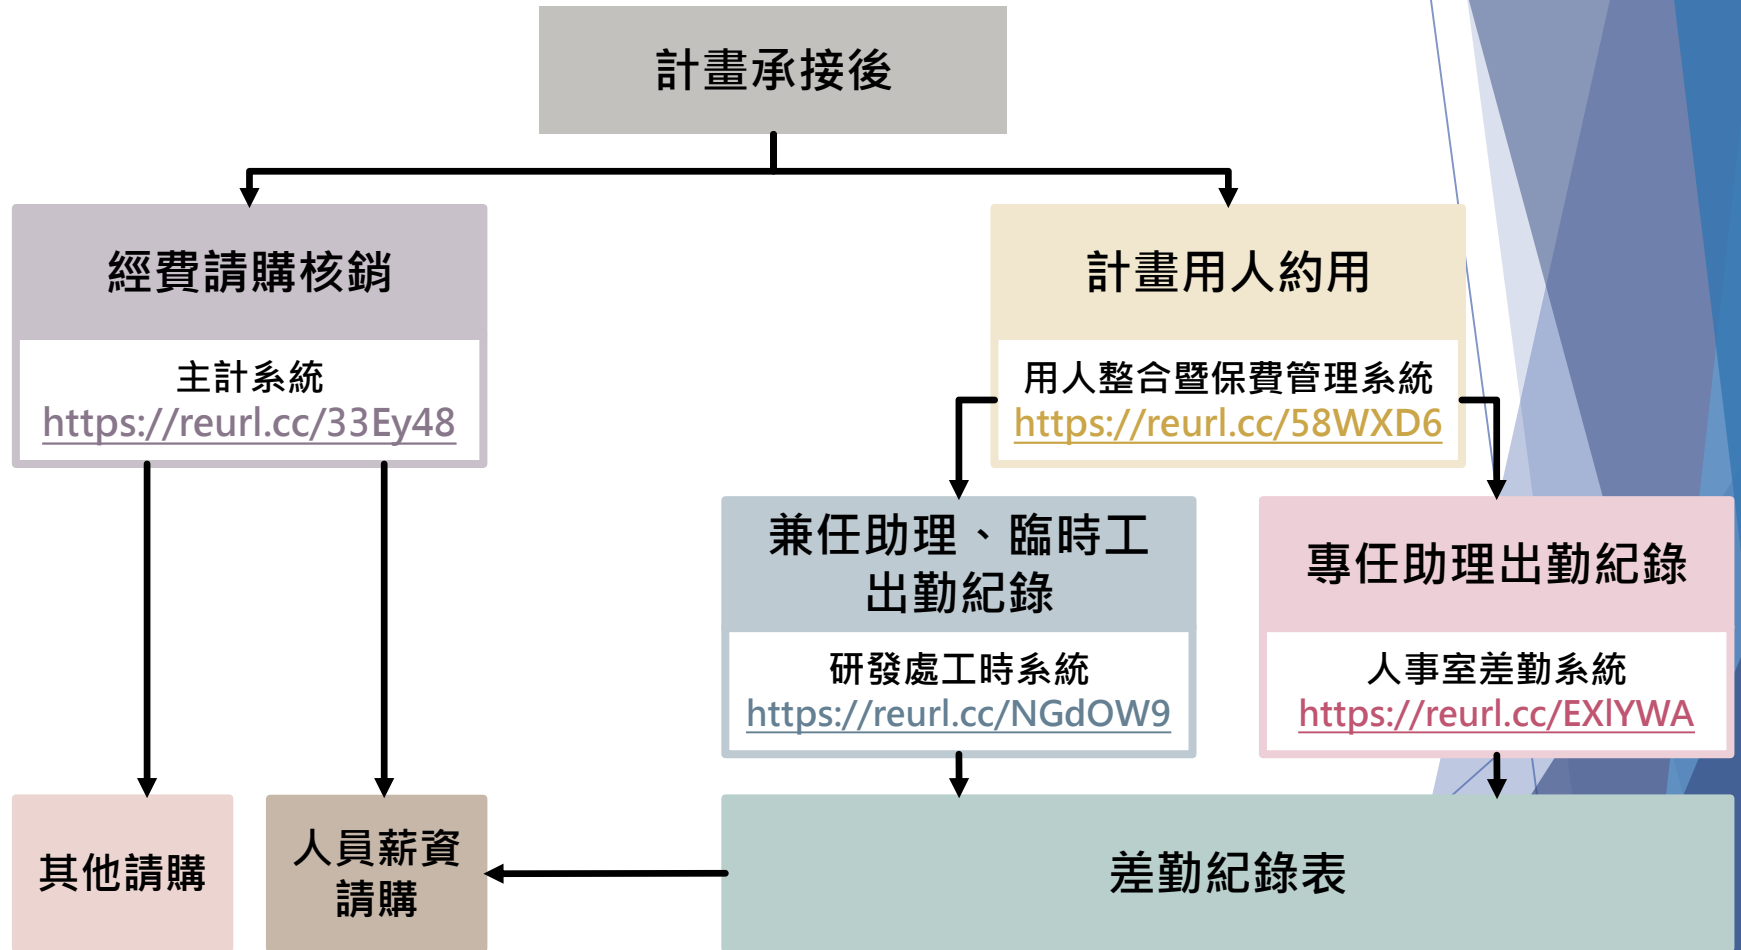 計畫承接後
經費請購核銷
主計系統
https://reurl.cc/33Ey48
計畫用人約用
用人整合暨保費管理系統
https://reurl.cc/58WXD6
兼任助理、臨時工
出勤紀錄
研發處工時系統
https://reurl.cc/NGdOW9
專任助理出勤紀錄
人事室差勤系統
https://reurl.cc/EXlYWA
其他請購
人員薪資
請購
差勤紀錄表